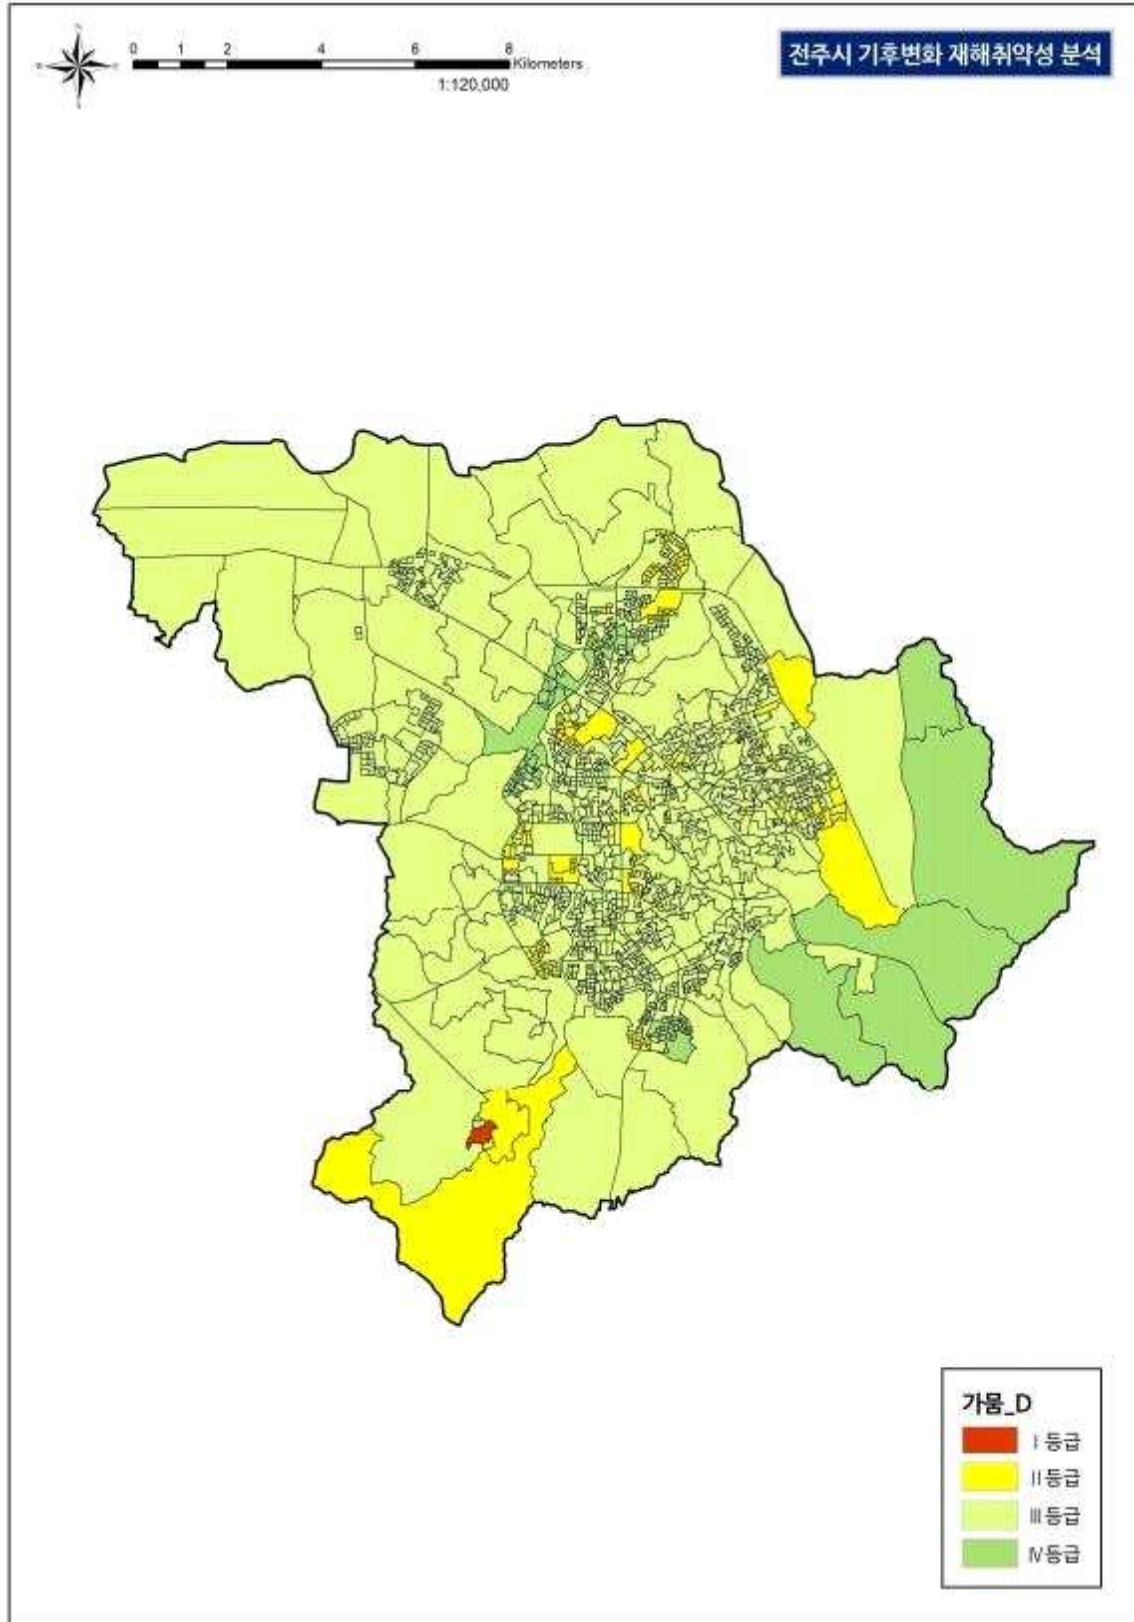 N
0 1 2 4 6 8
Kilometers
1:120,000
전주시 기후변화 재해취약성 분석
가뭄_D
Ⅰ 등급
Ⅱ 등급
Ⅲ 등급
Ⅳ 등급